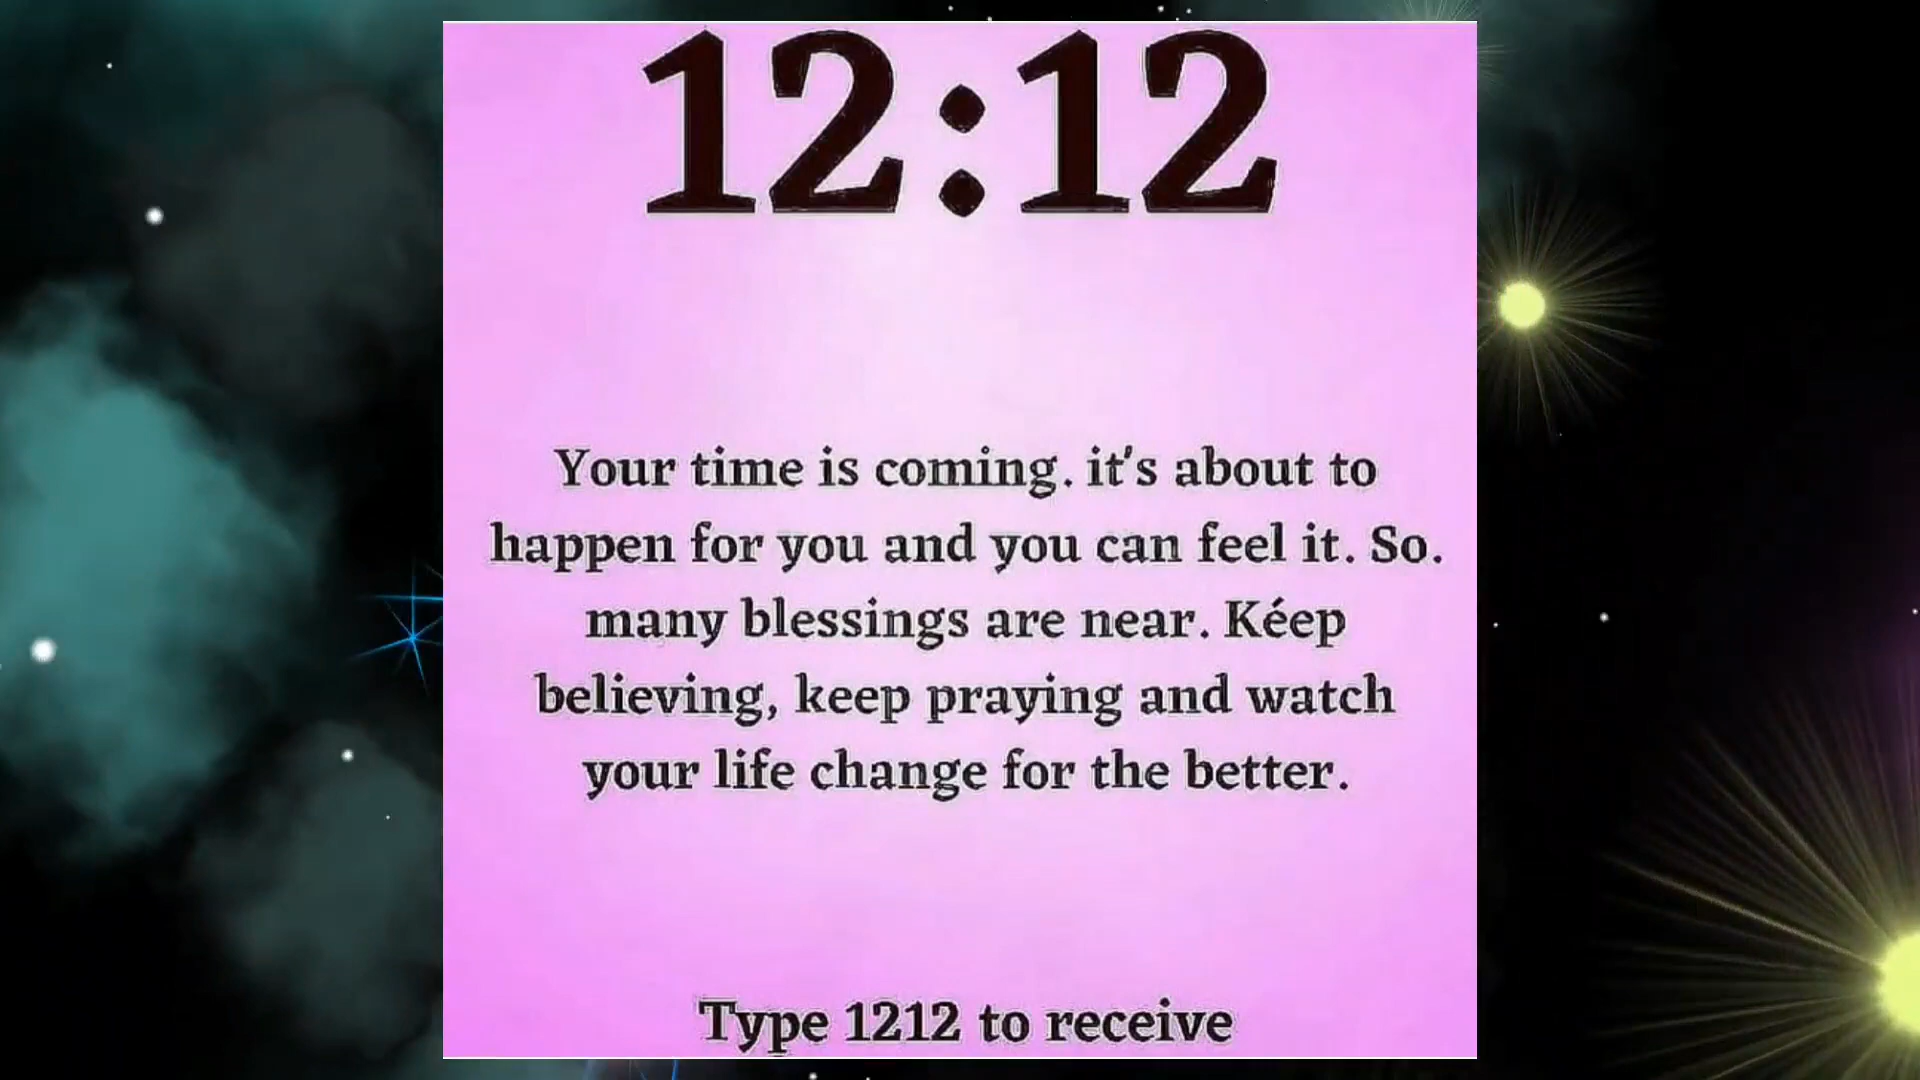 12:12
Your time is coming. it's about to
happen for you and you can feel it. So.
many blessings are near. Kéep
believing, keep praying and watch
your life change for the better.
Type 1212 to receive